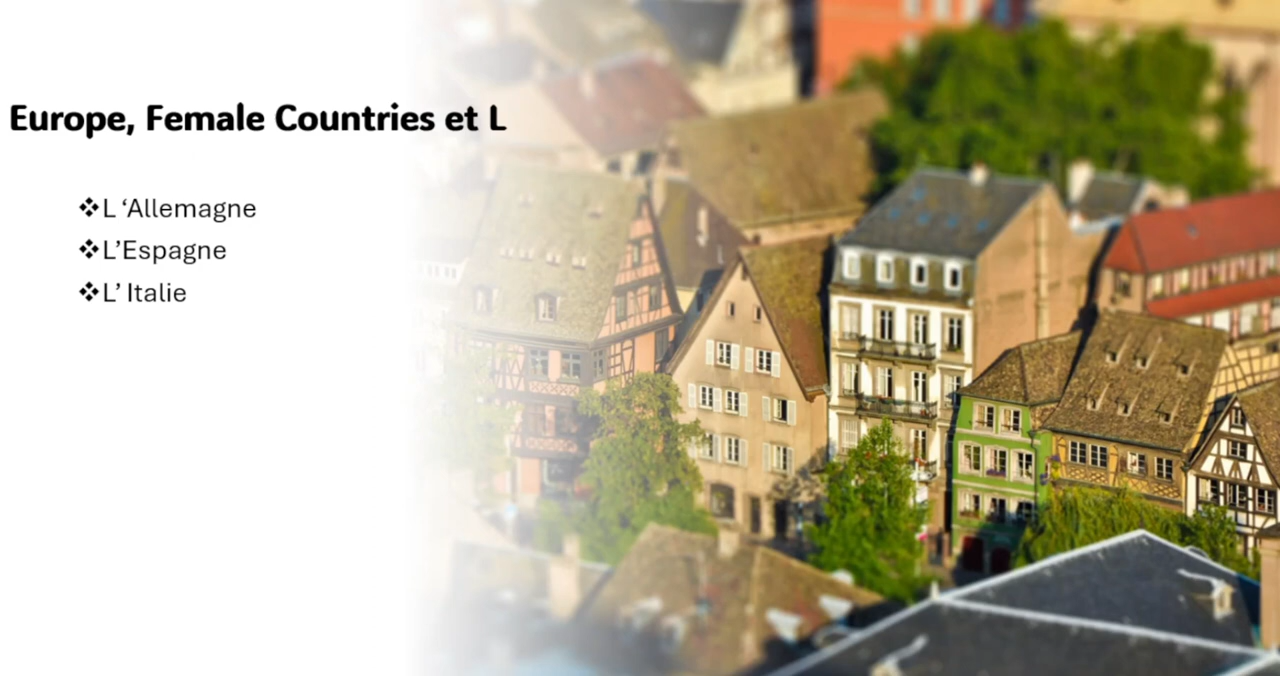 Europe, Female Countries et L
❖L ‘Allemagne
❖L’Espagne
❖L’ Italie